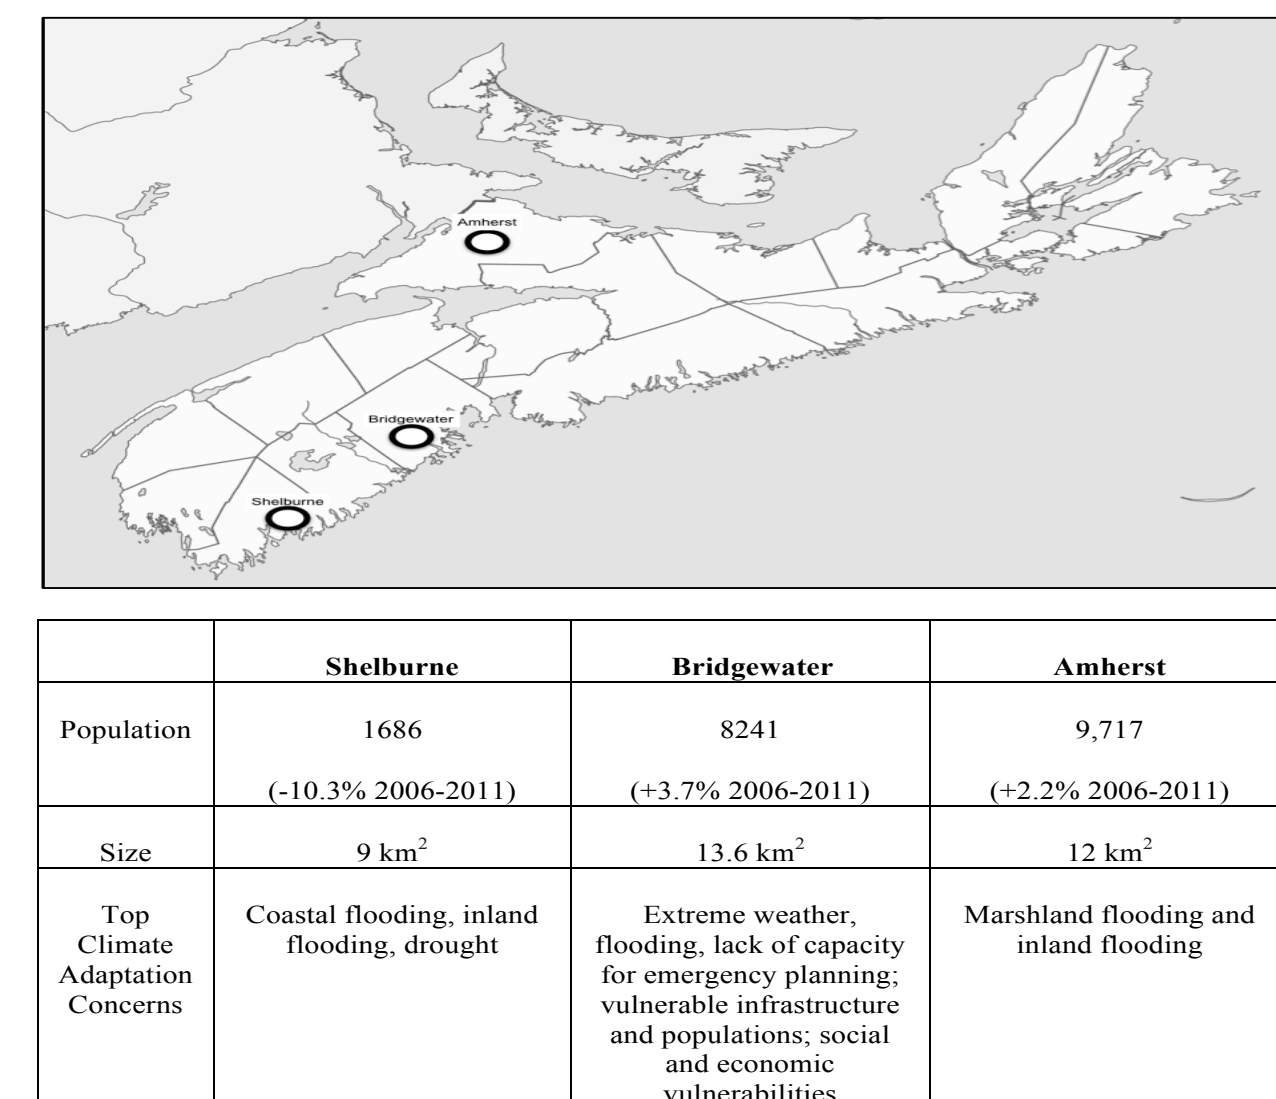 Amherst
Bridgewater
Shelburne
Shelburne Bridgewater Amherst
Population 1686 8241 9,717
(-10.3% 2006-2011) (+3.7% 2006-2011) (+2.2% 2006-2011)
Size 9 km² 13.6 km² 12 km²
Top Coastal flooding, inland Extreme weather, Marshland flooding and
Climate flooding, drought flooding, lack of capacity inland flooding
Adaptation for emergency planning;
Concerns vulnerable infrastructure
and populations; social
and economic
vulnerabilities